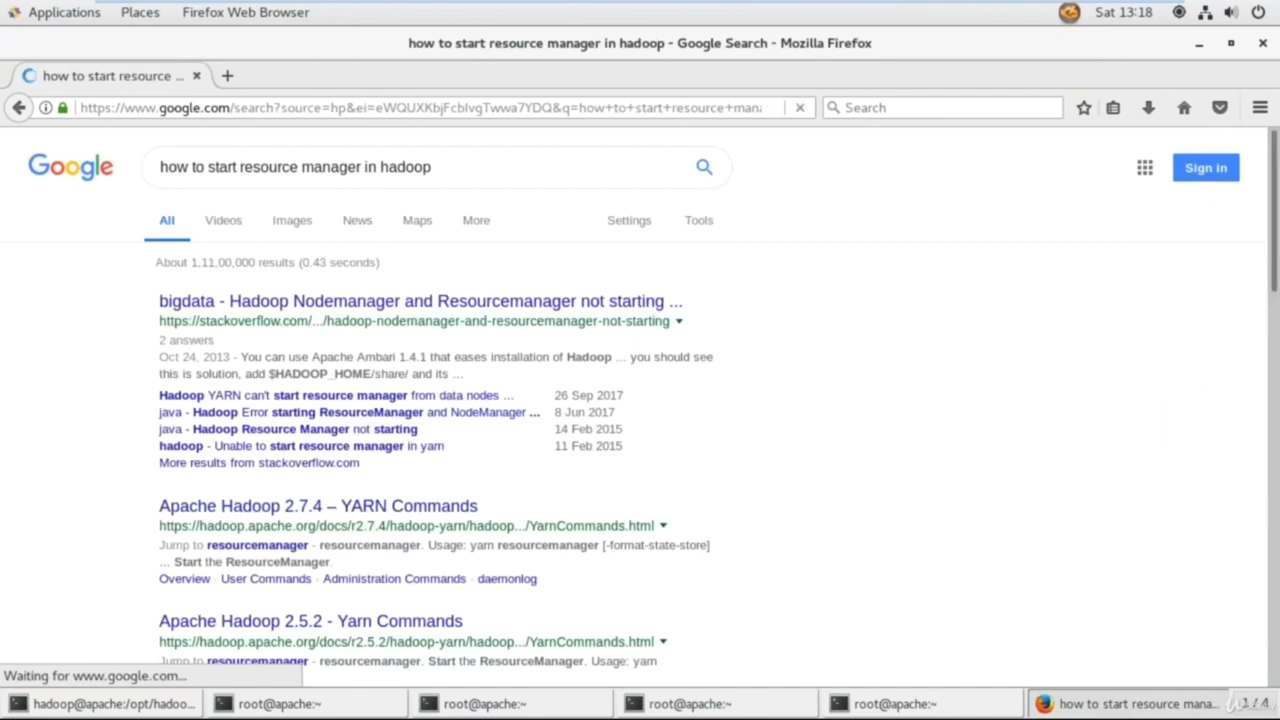 Applications Places Firefox Web Browser Sat 13:18
how to start resource manager in hadoop - Google Search - Mozilla Firefox
how to start resource ...
https://www.google.com/search?source=hp&ei=eWQUXKbjFcbIvgTwwa7YDQ&q=how+to+start+resource+man Search
Google how to start resource manager in hadoop Sign in
All Videos Images News Maps More Settings Tools
About 1,11,00,000 results (0.43 seconds)
bigdata - Hadoop Nodemanager and Resourcemanager not starting ...
https://stackoverflow.com/.../hadoop-nodemanager-and-resourcemanager-not-starting
2 answers
Oct 24, 2013 - You can use Apache Ambari 1.4.1 that eases installation of Hadoop ... you should see
this is solution, add $HADOOP_HOME/share/ and its ...
Hadoop YARN can't start resource manager from data nodes ... 26 Sep 2017
java - Hadoop Error starting ResourceManager and NodeManager ... 8 Jun 2017
java - Hadoop Resource Manager not starting 14 Feb 2015
hadoop - Unable to start resource manager in yarn 11 Feb 2015
More results from stackoverflow.com
Apache Hadoop 2.7.4 – YARN Commands
https://hadoop.apache.org/docs/r2.7.4/hadoop-yarn/hadoop.../YarnCommands.html
Jump to resourcemanager - resourcemanager. Usage: yarn resourcemanager [-format-state-store]
... Start the ResourceManager.
Overview · User Commands · Administration Commands · daemonlog
Apache Hadoop 2.5.2 - Yarn Commands
https://hadoop.apache.org/docs/r2.5.2/hadoop-yarn/hadoop.../YarnCommands.html
Jump to resourcemanager - resourcemanager. Start the ResourceManager. Usage: yarn
Waiting for www.google.com...
hadoop@apache:/opt/hadoo... root@apache:~ root@apache:~ root@apache:~ root@apache:~ how to start resource mana... 1 / 4